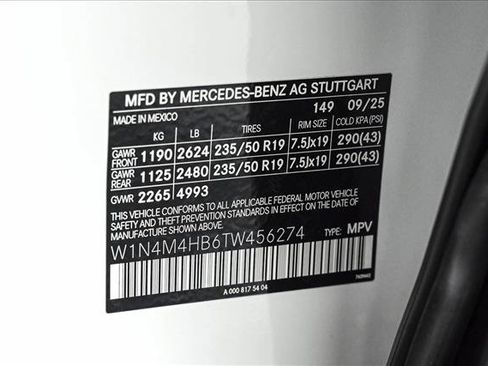 MFD BY MERCEDES-BENZ AG STUTTGART
MADE IN MEXICO 149 09/25
KG LB TIRES RIM SIZE COLD KPA (PSI)
GAWR FRONT 1190 2624 235/50 R19 7.5Jx19 290(43)
GAWR REAR 1125 2480 235/50 R19 7.5Jx19 290(43)
GVWR 2265 4993
THIS VEHICLE CONFORMS TO ALL APPLICABLE FEDERAL MOTOR VEHICLE
SAFETY AND THEFT PREVENTION STANDARDS IN EFFECT ON THE DATE OF
MANUFACTURE SHOWN ABOVE.
W1N4M4HB6TW456274 TYPE: MPV
A 000 817 54 04